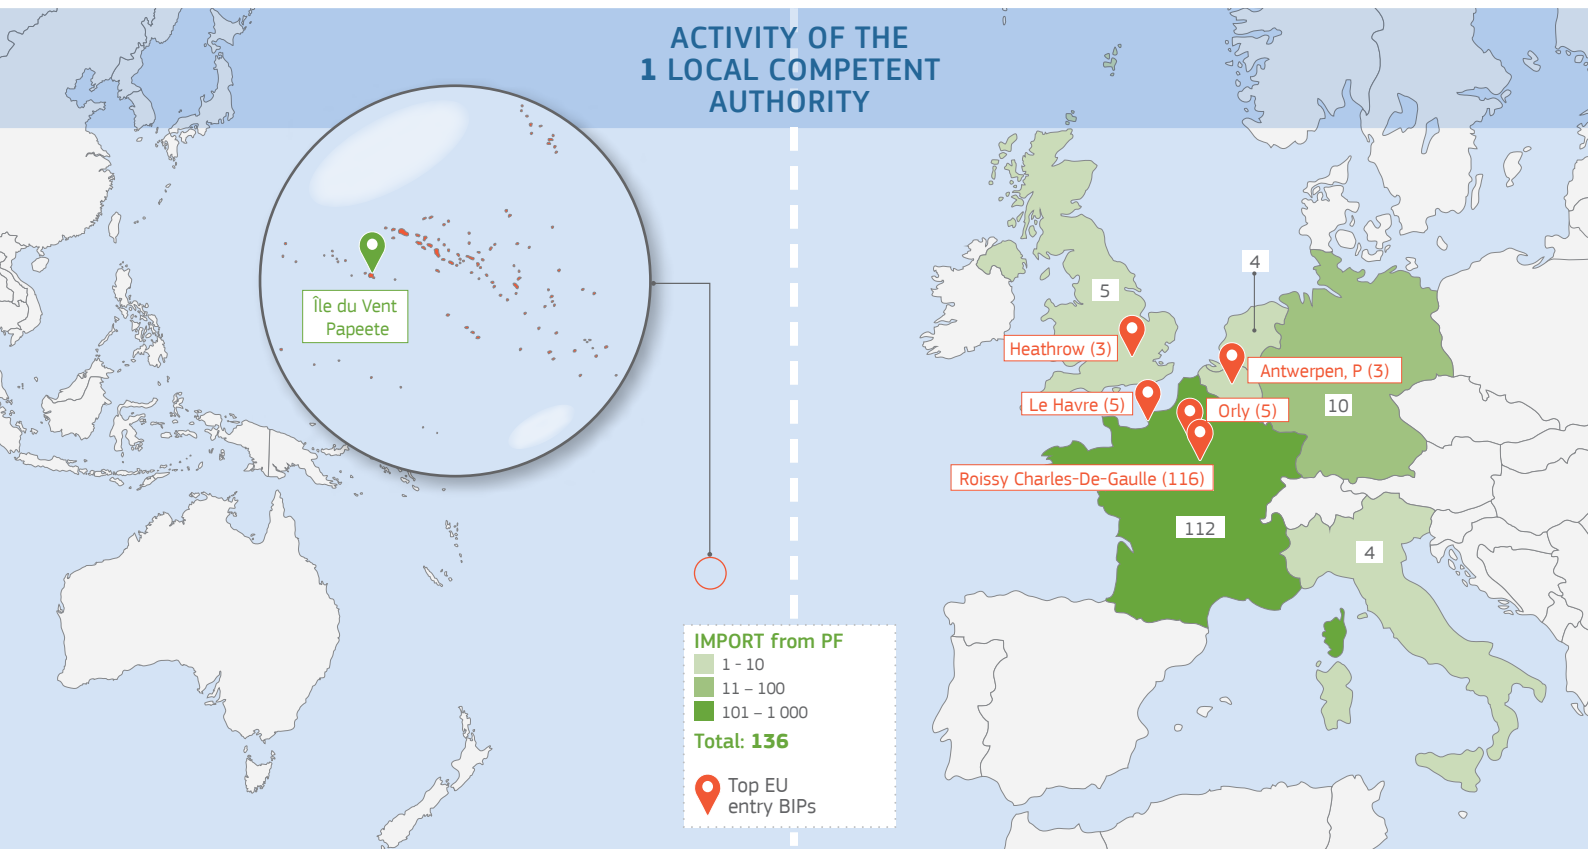 ACTIVITY OF THE
1 LOCAL COMPETENT
AUTHORITY
Île du Vent
Papeete
4
5
Heathrow (3)
Antwerpen, P (3)
Le Havre (5)
Orly (5)
10
Roissy Charles-De-Gaulle (116)
112
4
IMPORT from PF
1 - 10
11 – 100
101 – 1 000
Total: 136
Top EU
entry BIPs